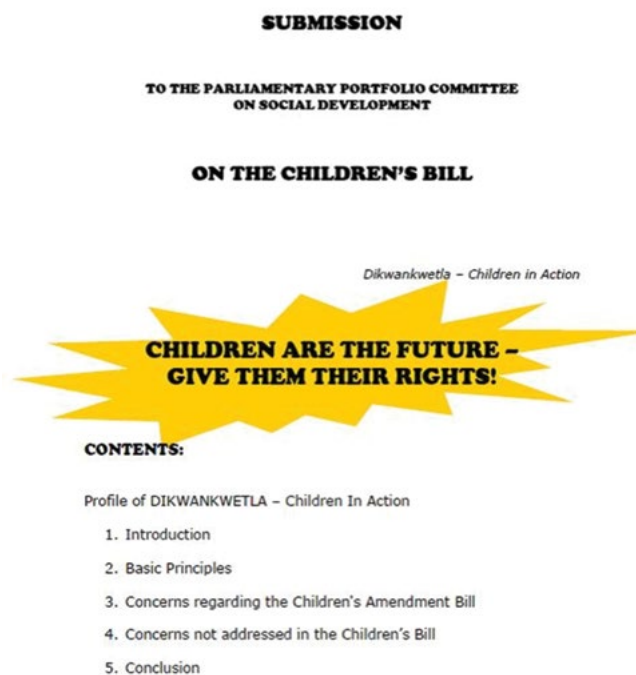 SUBMISSION
TO THE PARLIAMENTARY PORTFOLIO COMMITTEE
ON SOCIAL DEVELOPMENT
ON THE CHILDREN'S BILL
Dikwankwetla – Children in Action
CHILDREN ARE THE FUTURE –
GIVE THEM THEIR RIGHTS!
CONTENTS:
Profile of DIKWANKWETLA – Children In Action
1. Introduction
2. Basic Principles
3. Concerns regarding the Children's Amendment Bill
4. Concerns not addressed in the Children's Bill
5. Conclusion